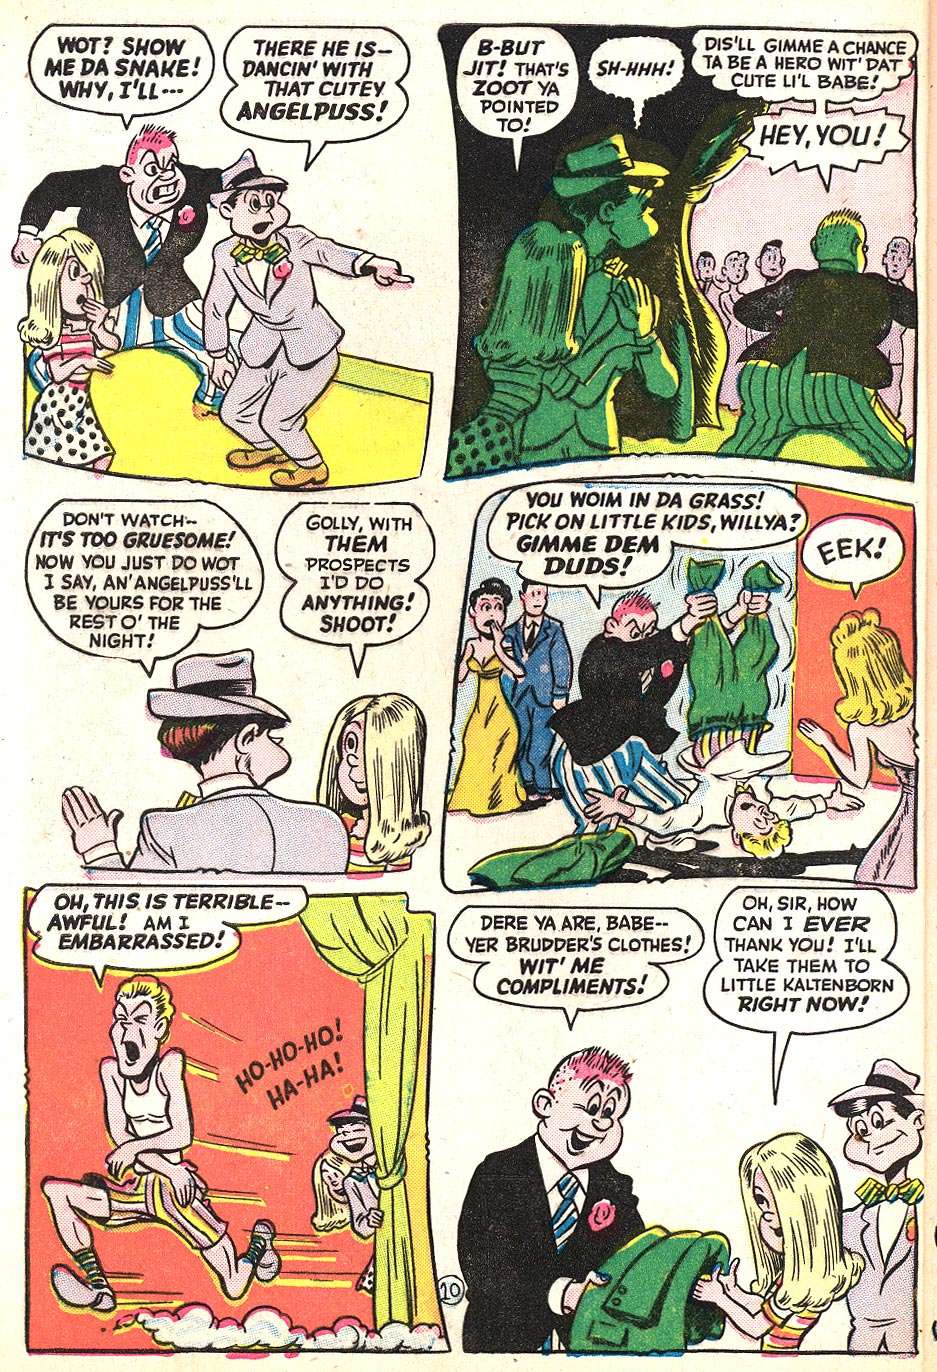 WOT? SHOW
ME DA SNAKE!
WHY, I'LL---
THERE HE IS--
DANCIN' WITH
THAT CUTEY
ANGELPUSS!
B-BUT
JIT! THAT'S
ZOOT YA
POINTED
TO!
SH-HHH!
DIS'LL GIMME A CHANCE
TA BE A HERO WIT' DAT
CUTE LI'L BABE!
HEY, YOU!
DON'T WATCH--
IT'S TOO GRUESOME!
NOW YOU JUST DO WOT
I SAY, AN' ANGELPUSS'LL
BE YOURS FOR THE
REST O' THE
NIGHT!
GOLLY, WITH
THEM
PROSPECTS
I'D DO
ANYTHING!
SHOOT!
YOU WOIM IN DA GRASS!
PICK ON LITTLE KIDS, WILLYA?
GIMME DEM
DUDS!
EEK!
OH, THIS IS TERRIBLE--
AWFUL! AM I
EMBARRASSED!
HO-HO-HO!
HA-HA!
DERE YA ARE, BABE--
YER BRUDDER'S CLOTHES!
WIT' ME
COMPLIMENTS!
OH, SIR, HOW
CAN I EVER
THANK YOU! I'LL
TAKE THEM TO
LITTLE KALTENBORN
RIGHT NOW!
10